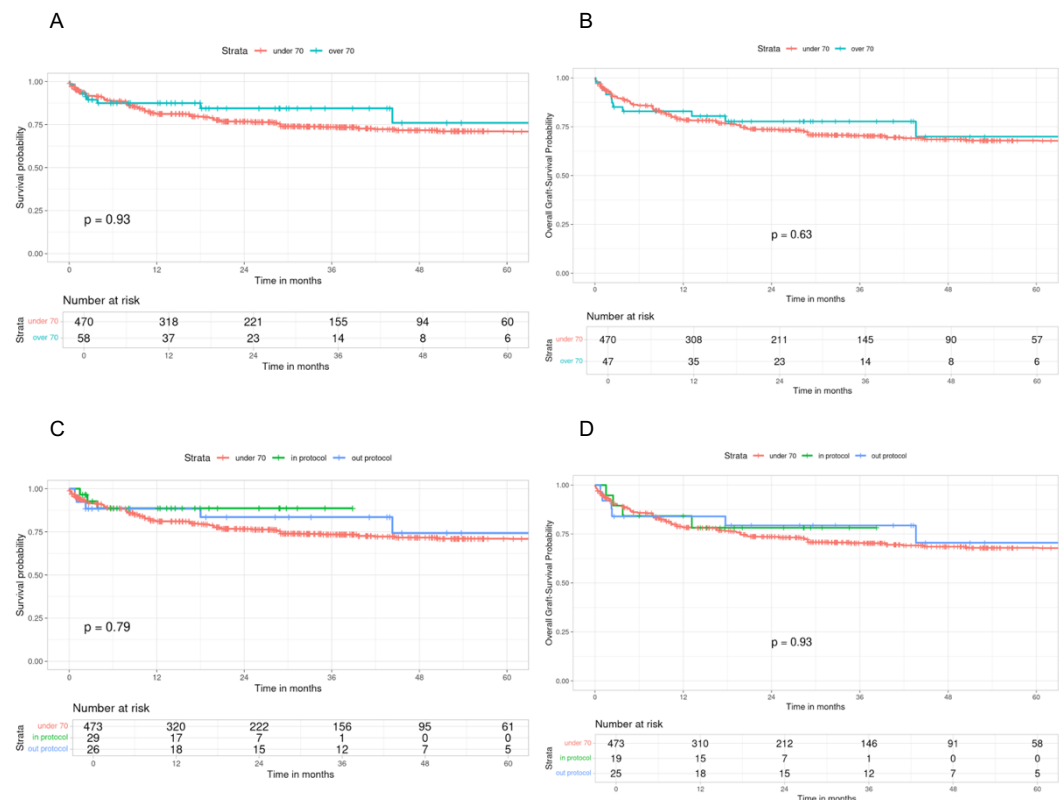 A
Strata under 70 over 70
1.00
0.75
0.50
0.25
0.00
Survival probability
p = 0.93
0 12 24 36 48 60
Time in months
Number at risk
Strata
under 70 470 318 221 155 94 60
over 70 58 37 23 14 8 6
0 12 24 36 48 60
Time in months
B
Strata under 70 over 70
1.00
0.75
0.50
0.25
0.00
Overall Graft-Survival Probability
p = 0.63
0 12 24 36 48 60
Time in months
Number at risk
Strata
under 70 470 308 211 145 90 57
over 70 47 35 23 14 8 6
0 12 24 36 48 60
Time in months
C
Strata under 70 in protocol out protocol
1.00
0.75
0.50
0.25
0.00
Survival probability
p = 0.79
0 12 24 36 48 60
Time in months
Number at risk
Strata
under 70 473 320 222 156 95 61
in protocol 29 17 7 1 0 0
out protocol 26 18 15 12 7 5
0 12 24 36 48 60
Time in months
D
Strata under 70 in protocol out protocol
1.00
0.75
0.50
0.25
0.00
Overall Graft-Survival Probability
p = 0.93
0 12 24 36 48 60
Time in months
Number at risk
Strata
under 70 473 310 212 146 91 58
in protocol 19 15 7 1 0 0
out protocol 25 18 15 12 7 5
0 12 24 36 48 60
Time in months